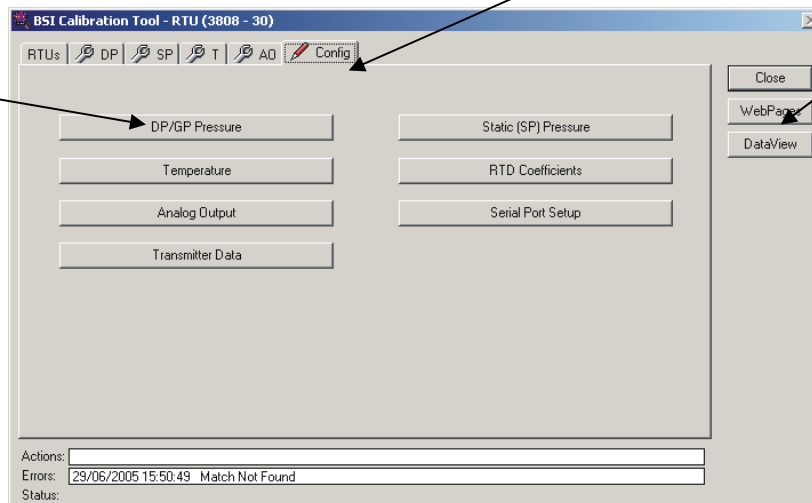 BSI Calibration Tool - RTU (3808 - 30)
RTUs DP SP T AO Config
Close
WebPages
DataView
DP/GP Pressure Static (SP) Pressure
Temperature RTD Coefficients
Analog Output Serial Port Setup
Transmitter Data
Actions:
Errors: 29/06/2005 15:50:49 Match Not Found
Status: